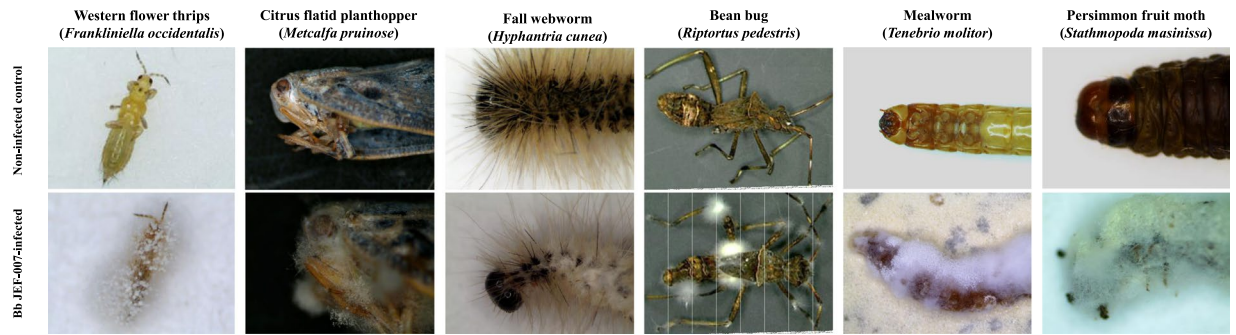 Western flower thrips
(Frankliniella occidentalis)
Citrus flatid planthopper
(Metcalfa pruinose)
Fall webworm
(Hyphantria cunea)
Bean bug
(Riptortus pedestris)
Mealworm
(Tenebrio molitor)
Persimmon fruit moth
(Stathmopoda masinissa)
Non-infected control
Bb JEF-007-infected